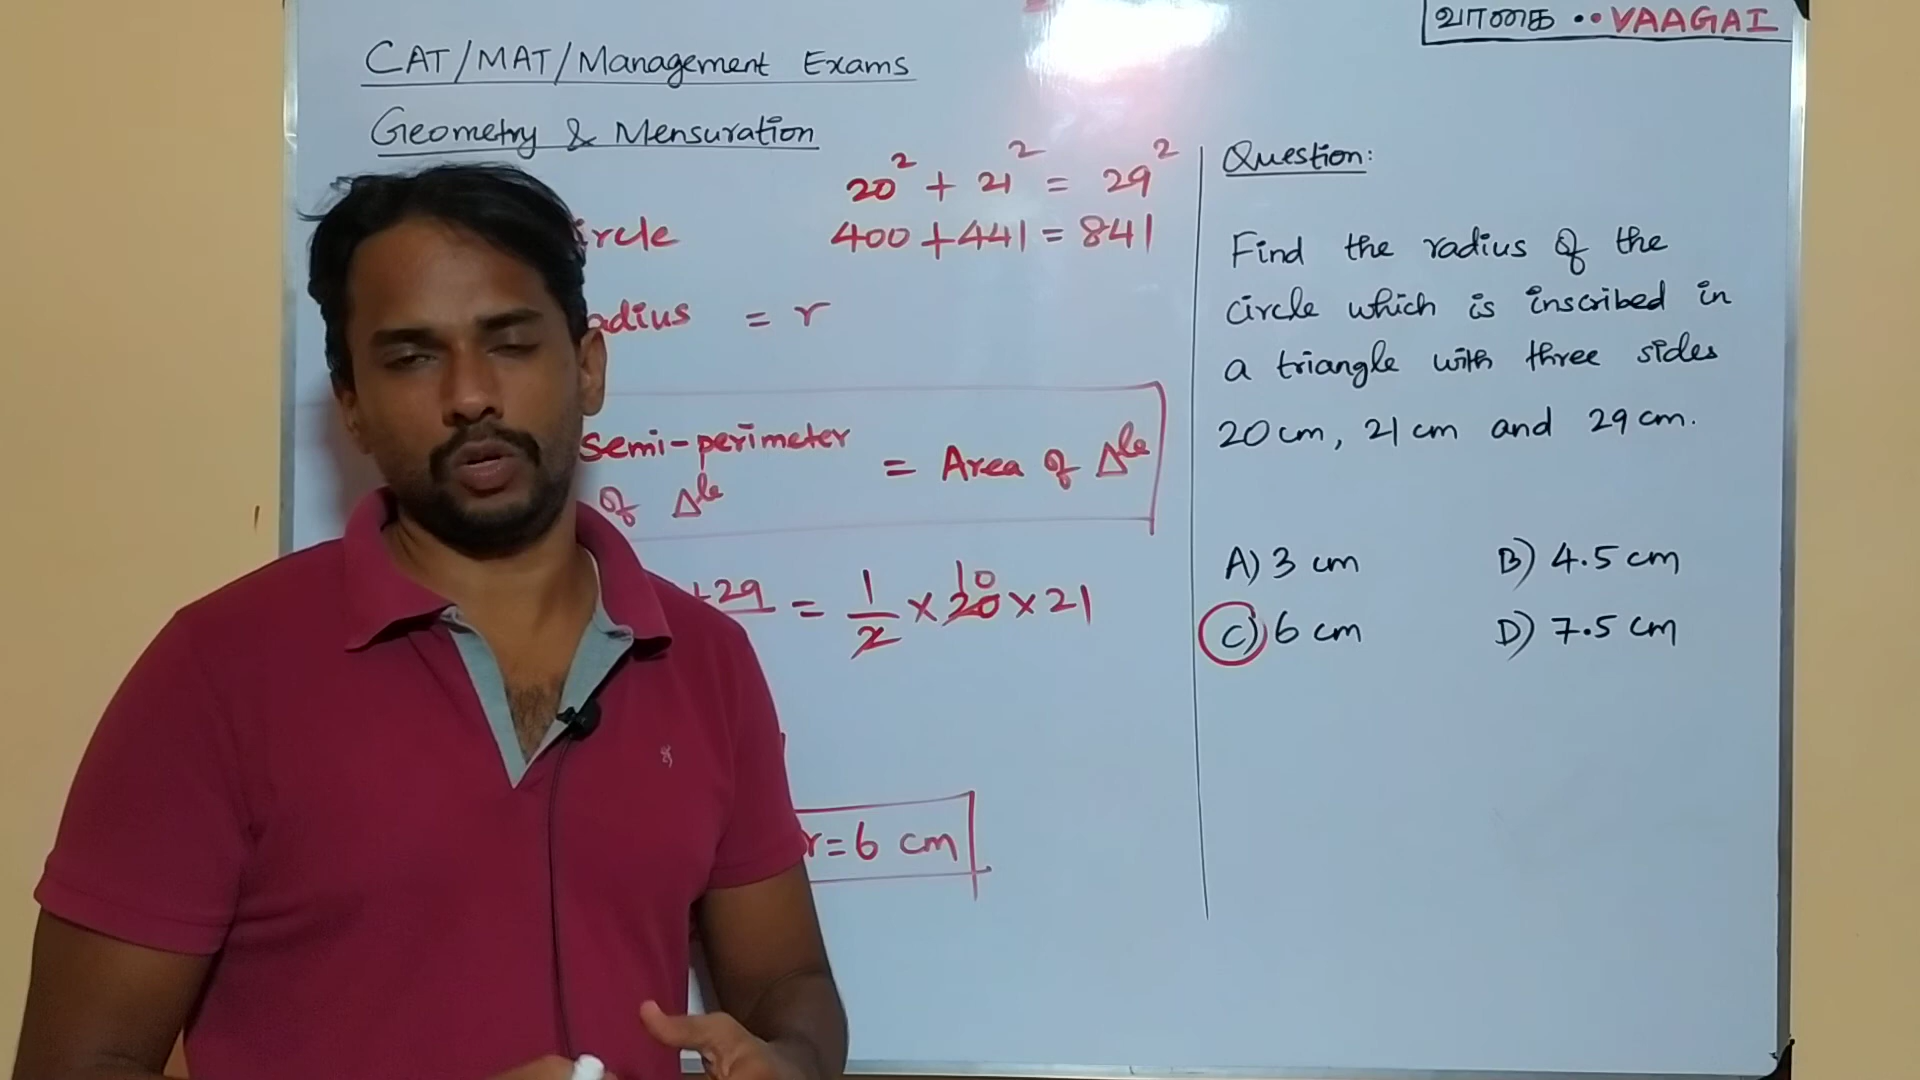 வாகை ••VAAGAI
CAT/MAT/Management Exams
Geometry & Mensuration
20² + 21² = 29²
400 + 441 = 841
ircle
adius = r
Semi-perimeter
of Δle = Area of Δle
+29 = 1/2 × 20 × 21
10
r = 6 cm
Question:
Find the radius of the
circle which is inscribed in
a triangle with three sides
20 cm, 21 cm and 29 cm.
A) 3 cm B) 4.5 cm
C) 6 cm D) 7.5 cm